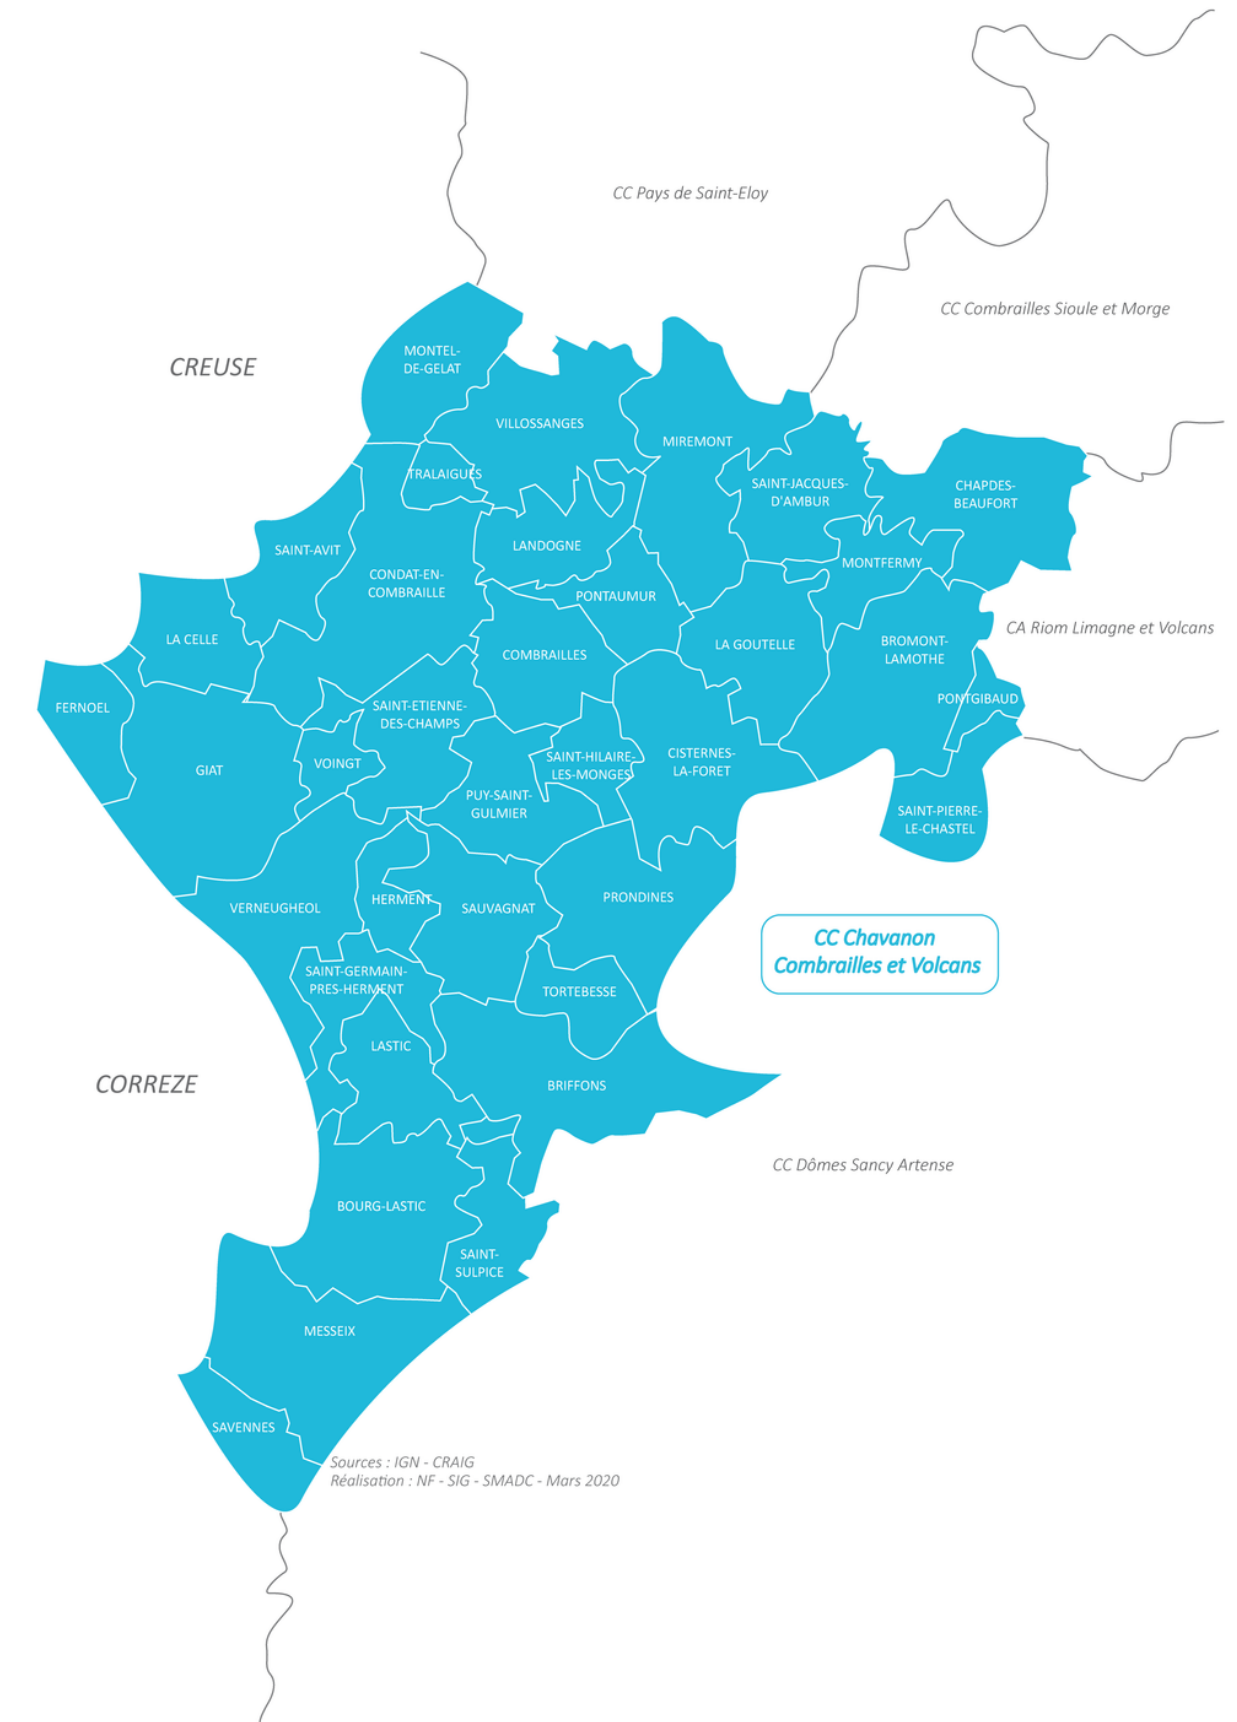 CC Pays de Saint-Eloy
CC Combrailles Sioule et Morge
CREUSE
MONTEL-
DE-GELAT
VILLOSSANGES
MIREMONT
TRALAIGUES
SAINT-JACQUES-
D'AMBUR
CHAPDES-
BEAUFORT
SAINT-AVIT
LANDOGNE
MONTFERMY
CONDAT-EN-
COMBRAILLE
PONTAUMUR
CA Riom Limagne et Volcans
LA CELLE
COMBRAILLES
LA GOUTELLE
BROMONT-
LAMOTHE
FERNOEL
SAINT-ETIENNE-
DES-CHAMPS
PONTGIBAUD
GIAT
VOINGT
SAINT-HILAIRE-
LES-MONGES
CISTERNES-
LA-FORET
PUY-SAINT-
GULMIER
SAINT-PIERRE-
LE-CHASTEL
VERNEUGHEOL
HERMENT
SAUVAGNAT
PRONDINES
CC Chavanon
Combrailles et Volcans
SAINT-GERMAIN-
PRES-HERMENT
TORTEBESSE
LASTIC
CORREZE
BRIFFONS
CC Dômes Sancy Artense
BOURG-LASTIC
SAINT-
SULPICE
MESSEIX
SAVENNES
Sources : IGN - CRAIG
Réalisation : NF - SIG - SMADC - Mars 2020